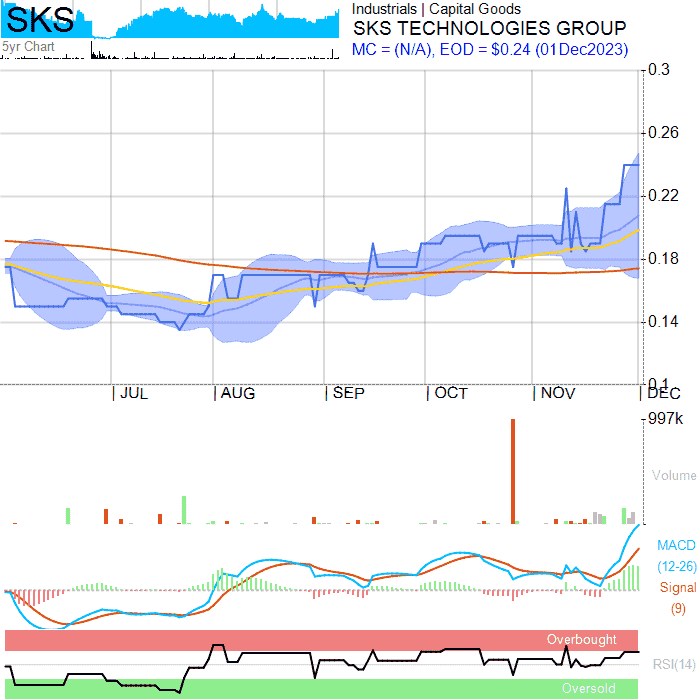 SKS
5yr Chart
Industrials | Capital Goods
SKS TECHNOLOGIES GROUP
MC = (N/A), EOD = $0.24 (01Dec2023)
0.3
0.26
0.22
0.18
0.14
0.1
JUL
AUG
SEP
OCT
NOV
DEC
997k
Volume
MACD
(12-26)
Signal
(9)
Overbought
RSI(14)
Oversold